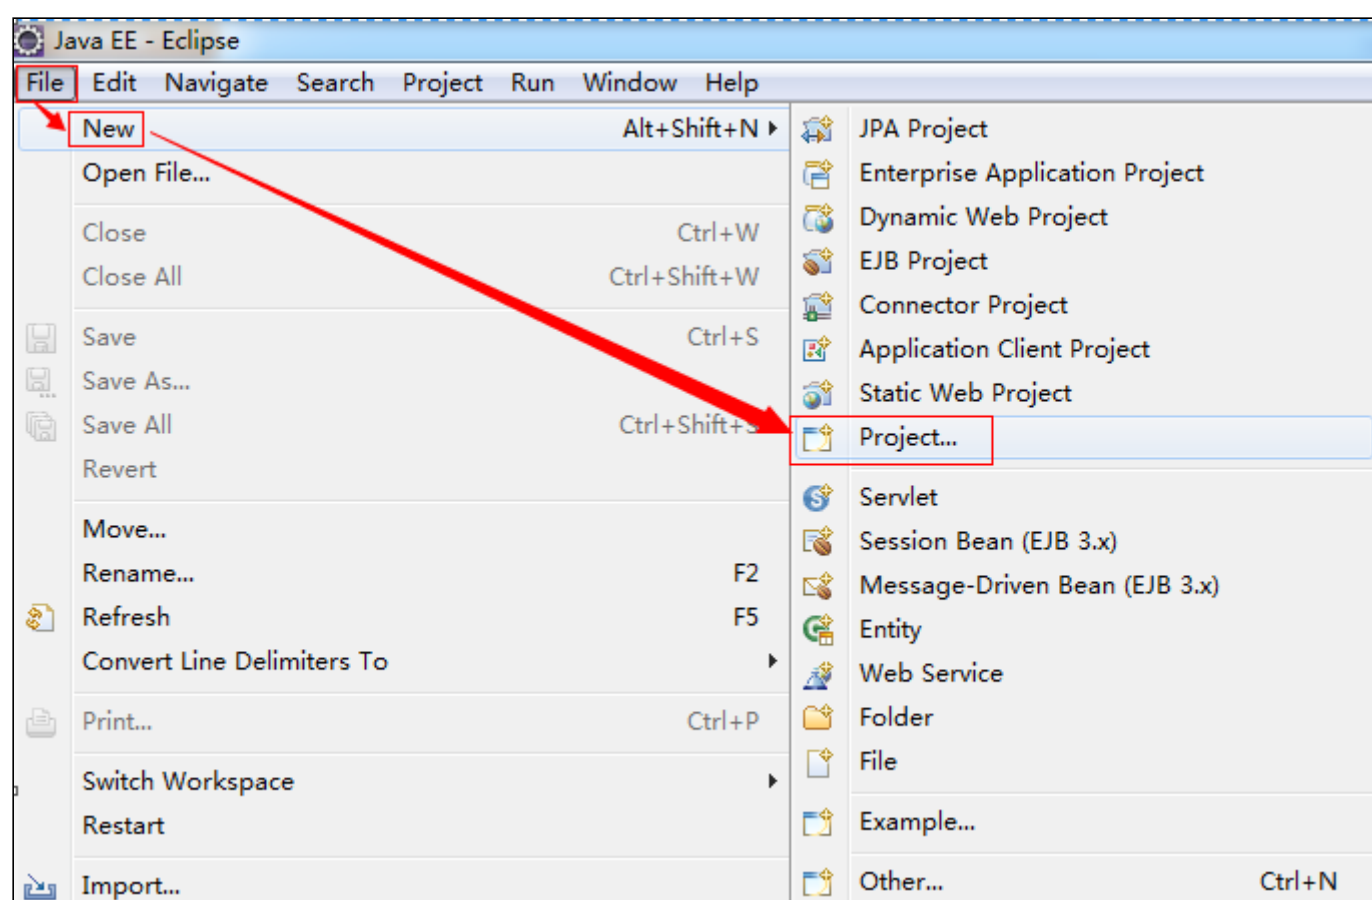 Java EE - Eclipse
File Edit Navigate Search Project Run Window Help
New Alt+Shift+N
Open File...
Close Ctrl+W
Close All Ctrl+Shift+W
Save Ctrl+S
Save As...
Save All Ctrl+Shift+S
Revert
Move...
Rename... F2
Refresh F5
Convert Line Delimiters To
Print... Ctrl+P
Switch Workspace
Restart
Import...
JPA Project
Enterprise Application Project
Dynamic Web Project
EJB Project
Connector Project
Application Client Project
Static Web Project
Project...
Servlet
Session Bean (EJB 3.x)
Message-Driven Bean (EJB 3.x)
Entity
Web Service
Folder
File
Example...
Other... Ctrl+N